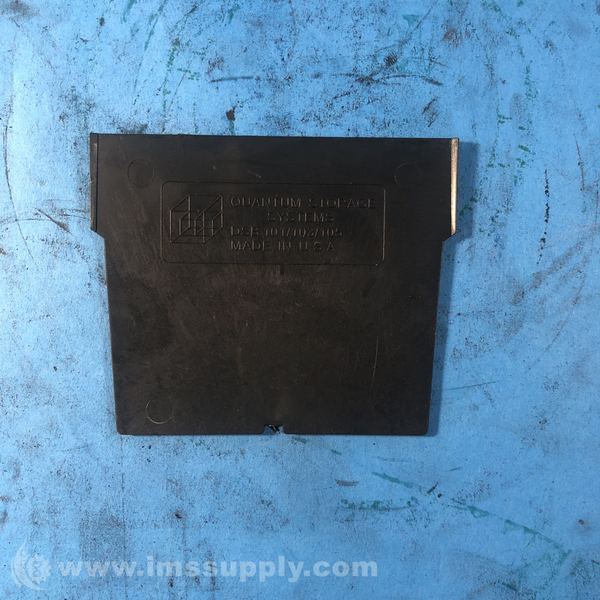 QUANTUM STORAGE
SYSTEMS
DSB 101/103/105
MADE IN U.S.A
www.imssupply.com